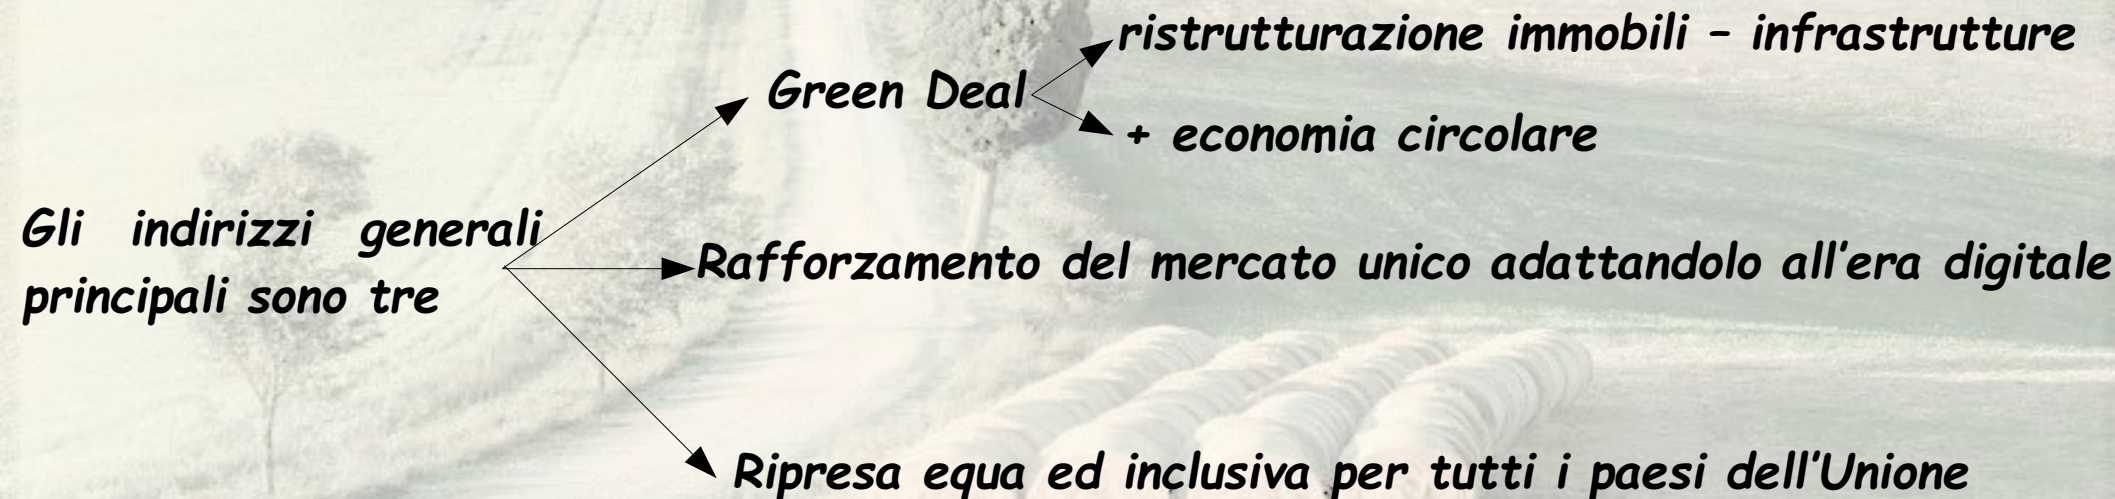 ristrutturazione immobili – infrastrutture
Green Deal
+ economia circolare
Gli indirizzi generali
principali sono tre
Rafforzamento del mercato unico adattandolo all'era digitale
Ripresa equa ed inclusiva per tutti i paesi dell'Unione